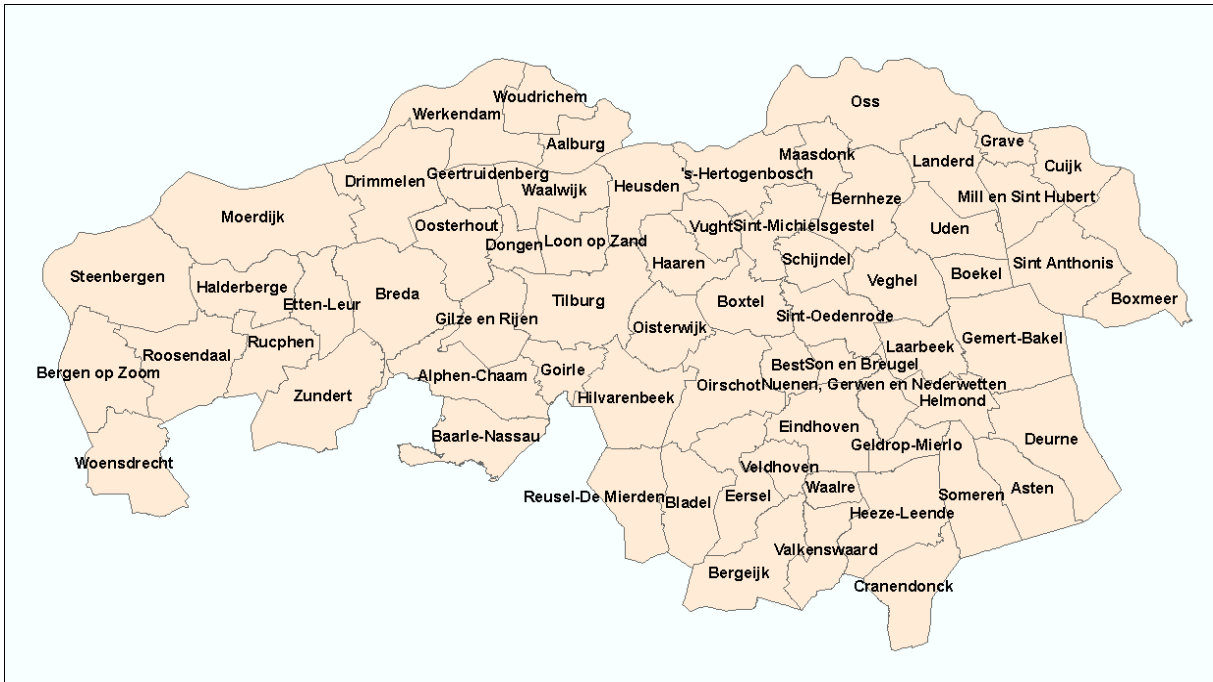 Woudrichem
Oss
Werkendam
Aalburg
Grave
Maasdonk
Landerd
Cuijk
Geertruidenberg
's-Hertogenbosch
Drimmelen
Heusden
Waalwijk
Bernheze
Mill en Sint Hubert
Moerdijk
Oosterhout
Vught
Sint-Michielsgestel
Uden
Dongen
Loon op Zand
Schijndel
Haaren
Sint Anthonis
Steenbergen
Boekel
Veghel
Halderberge
Breda
Etten-Leur
Tilburg
Boxtel
Boxmeer
Sint-Oedenrode
Gilze en Rijen
Oisterwijk
Gemert-Bakel
Rucphen
Laarbeek
Roosendaal
Best
Son en Breugel
Goirle
Bergen op Zoom
Alphen-Chaam
Oirschot
Nuenen, Gerwen en Nederwetten
Zundert
Hilvarenbeek
Helmond
Eindhoven
Baarle-Nassau
Deurne
Geldrop-Mierlo
Woensdrecht
Veldhoven
Waalre
Asten
Reusel-De Mierden
Eersel
Someren
Bladel
Heeze-Leende
Valkenswaard
Bergeijk
Cranendonck